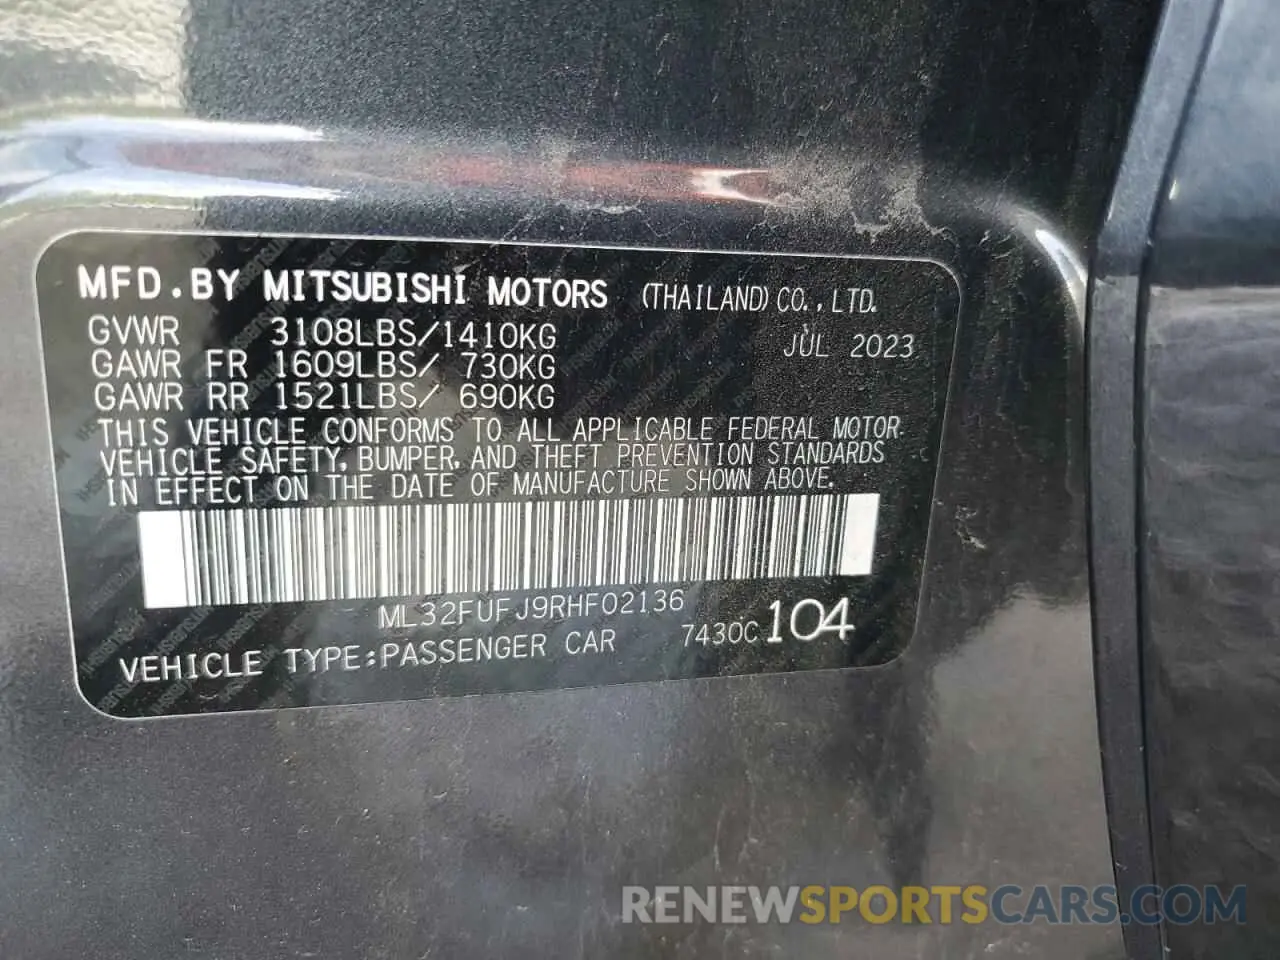 MFD.BY MITSUBISHI MOTORS (THAILAND) CO.,LTD.
GVWR 3108LBS/1410KG JUL 2023
GAWR FR 1609LBS/ 730KG
GAWR RR 1521LBS/ 690KG
THIS VEHICLE CONFORMS TO ALL APPLICABLE FEDERAL MOTOR
VEHICLE SAFETY, BUMPER, AND THEFT PREVENTION STANDARDS
IN EFFECT ON THE DATE OF MANUFACTURE SHOWN ABOVE.
ML32FUFJ9RHF02136
VEHICLE TYPE:PASSENGER CAR 7430C 104
RENEWSPORTSCARS.COM